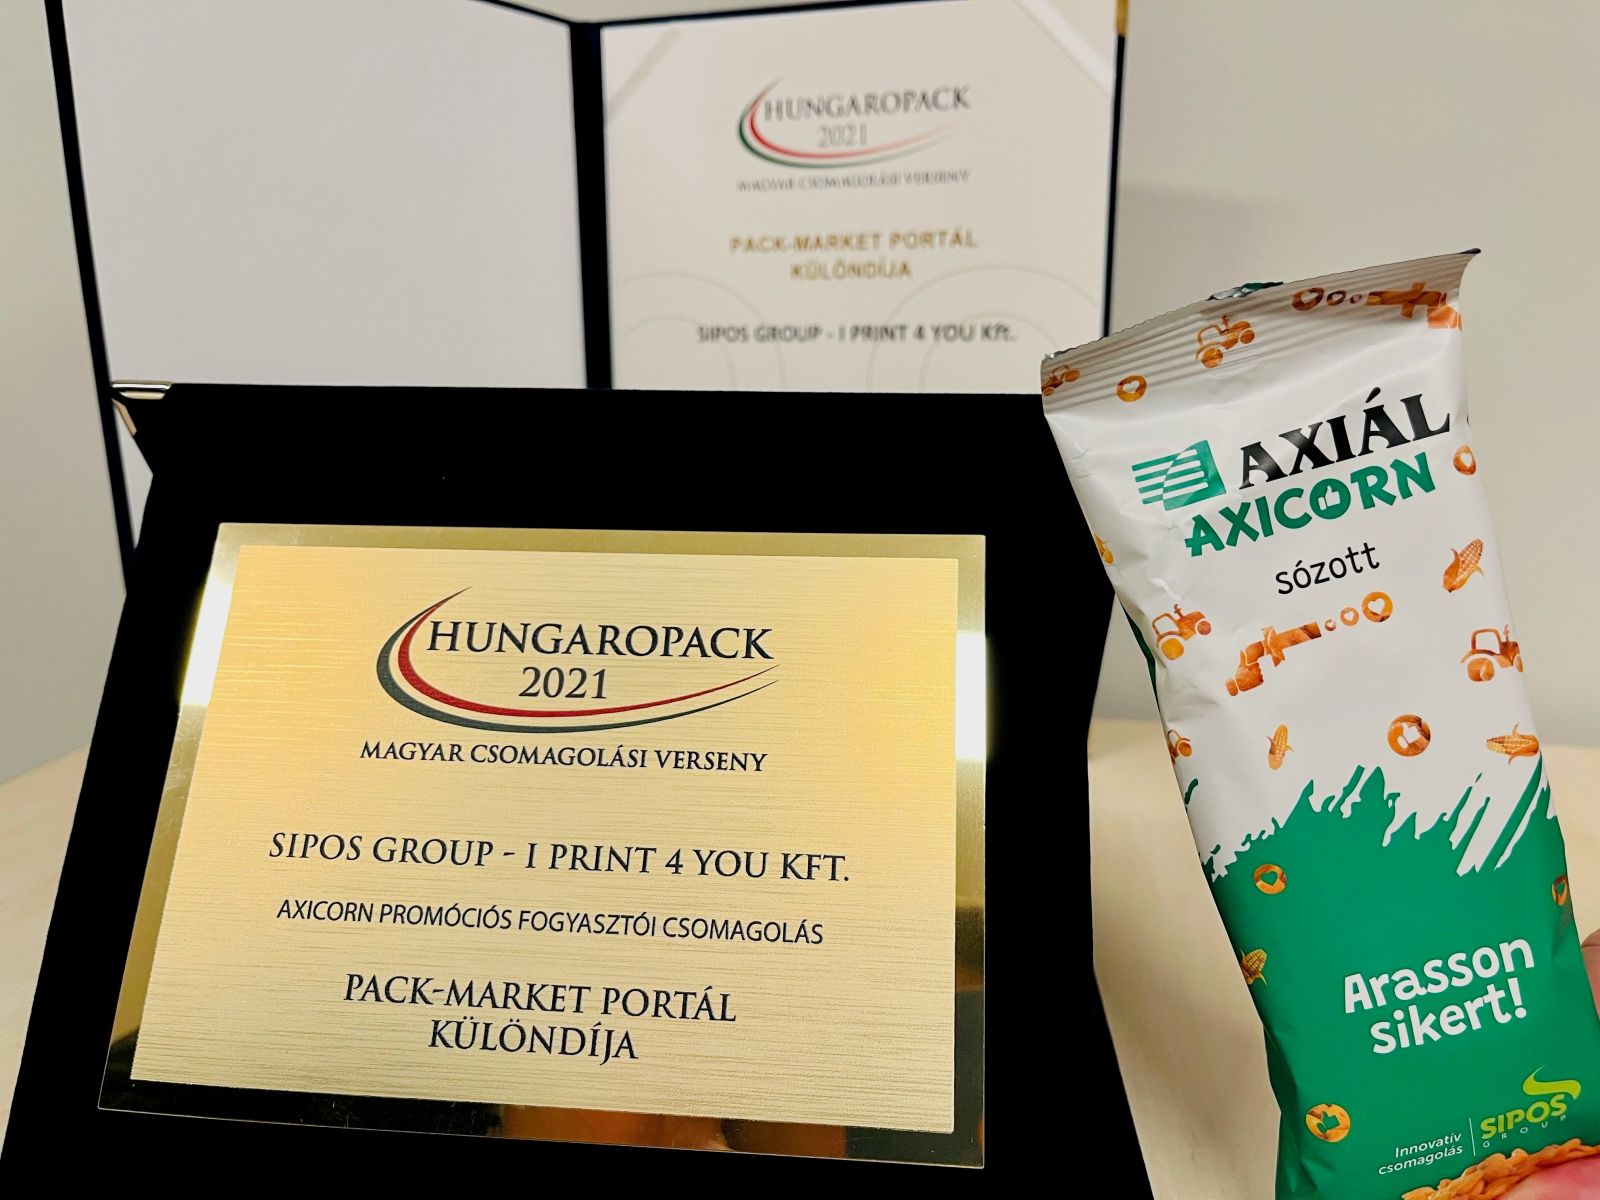 HUNGAROPACK
2021
MAGYAR CSOMAGOLÁSI VERSENY
PACK-MARKET PORTÁL
KÜLÖNDÍJA
SIPOS GROUP - I PRINT 4 YOU Kft.
HUNGAROPACK
2021
MAGYAR CSOMAGOLÁSI VERSENY
SIPOS GROUP - I PRINT 4 YOU KFT.
AXICORN PROMÓCIÓS FOGYASZTÓI CSOMAGOLÁS
PACK-MARKET PORTÁL
KÜLÖNDÍJA
AXIÁL
AXICORN
sózott
Arasson
sikert!
Innovatív
csomagolás
SIPOS
GROUP